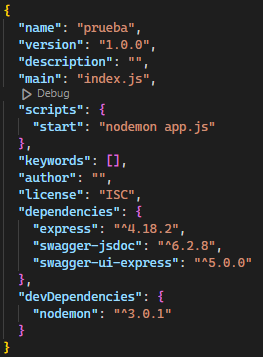 {
"name": "prueba",
"version": "1.0.0",
"description": "",
"main": "index.js",
Debug
"scripts": {
"start": "nodemon app.js"
},
"keywords": [],
"author": "",
"license": "ISC",
"dependencies": {
"express": "^4.18.2",
"swagger-jsdoc": "^6.2.8",
"swagger-ui-express": "^5.0.0"
},
"devDependencies": {
"nodemon": "^3.0.1"
}
}